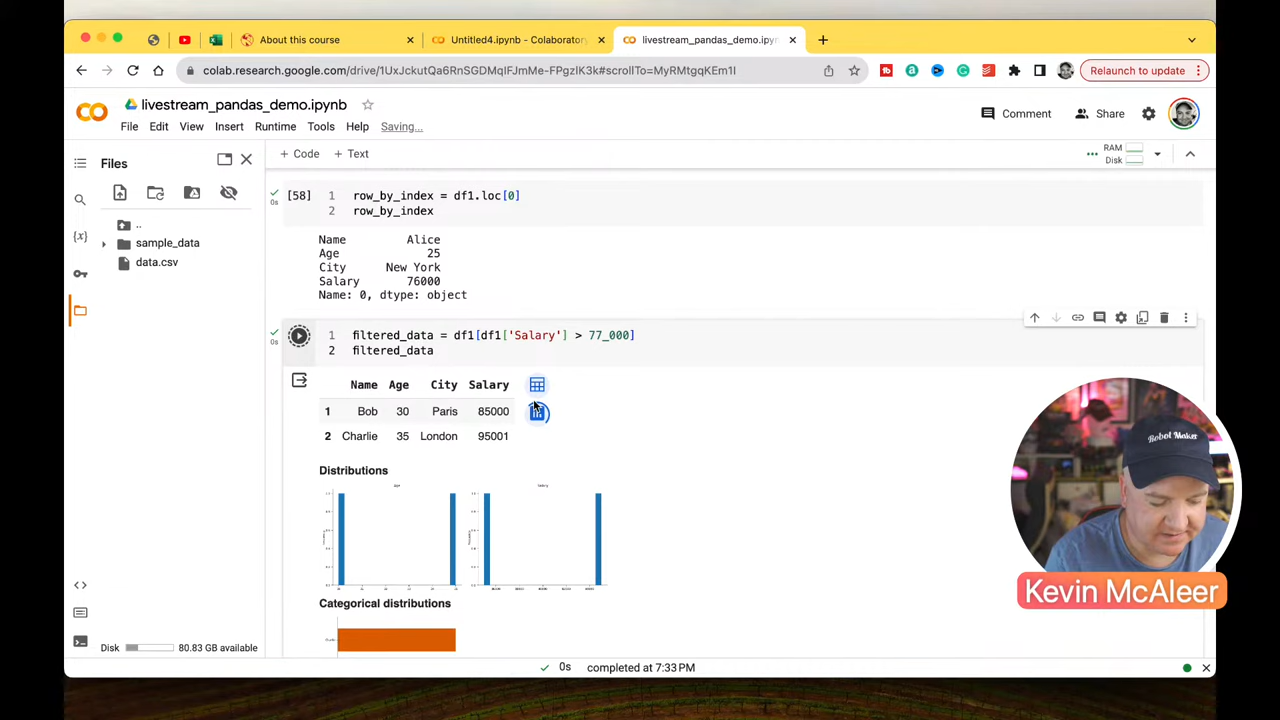 About this course
Untitled4.ipynb - Colaboratory
livestream_pandas_demo.ipyn
colab.research.google.com/drive/1UxJckutQa6RnSGDMqIFJmMe-FPgzIK3k#scrollTo=MyRMtgqKEm1I
Relaunch to update
livestream_pandas_demo.ipynb
File Edit View Insert Runtime Tools Help Saving...
Comment
Share
Files
+ Code + Text
RAM
Disk
..
sample_data
data.csv
[58]
0s
1 row_by_index = df1.loc[0]
2 row_by_index
Name Alice
Age 25
City New York
Salary 76000
Name: 0, dtype: object
0s
1 filtered_data = df1[df1['Salary'] > 77_000]
2 filtered_data
Name Age City Salary
1 Bob 30 Paris 85000
2 Charlie 35 London 95001
Distributions
Age
Salary
Categorical distributions
Robot Maker
Kevin McAleer
Disk 80.83 GB available
0s completed at 7:33 PM